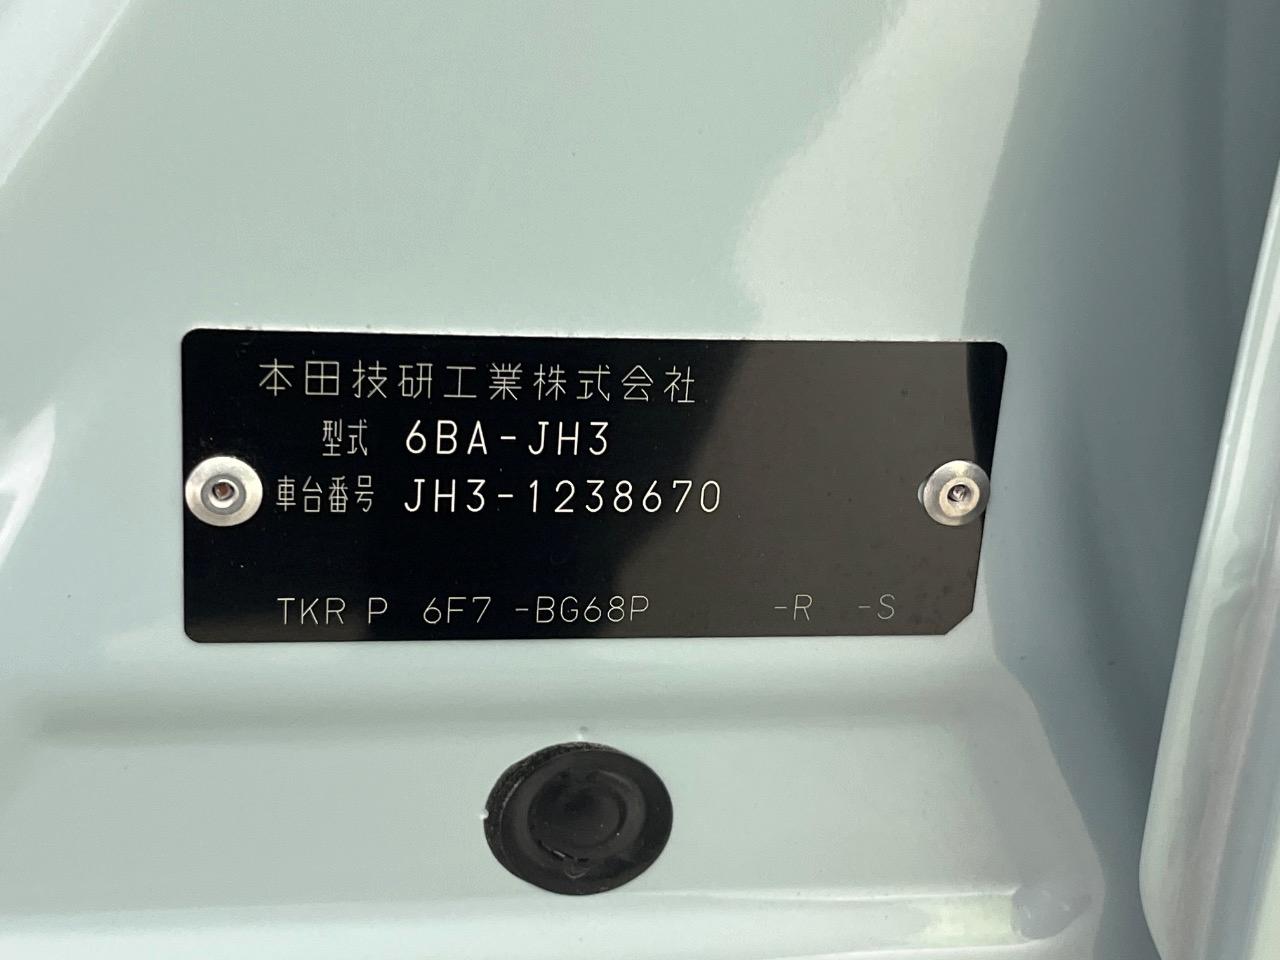 本田技研工業株式会社
型式 6BA-JH3
車台番号 JH3-1238670
TKR P 6F7 -BG68P -R -S